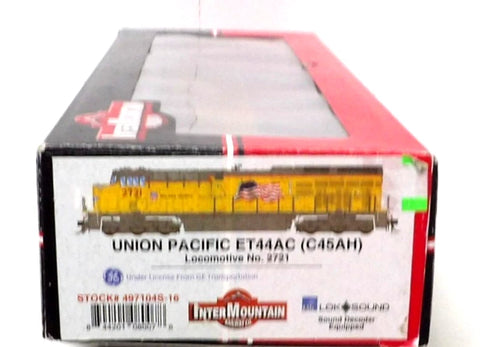 2721
UNION PACIFIC ET44AC (C45AH)
Locomotive No. 2721
Under License From GE Transportation
STOCK# 497104S-16
INTERMOUNTAIN
RAILWAY
LOKSOUND
Sound Decoder
Equipped